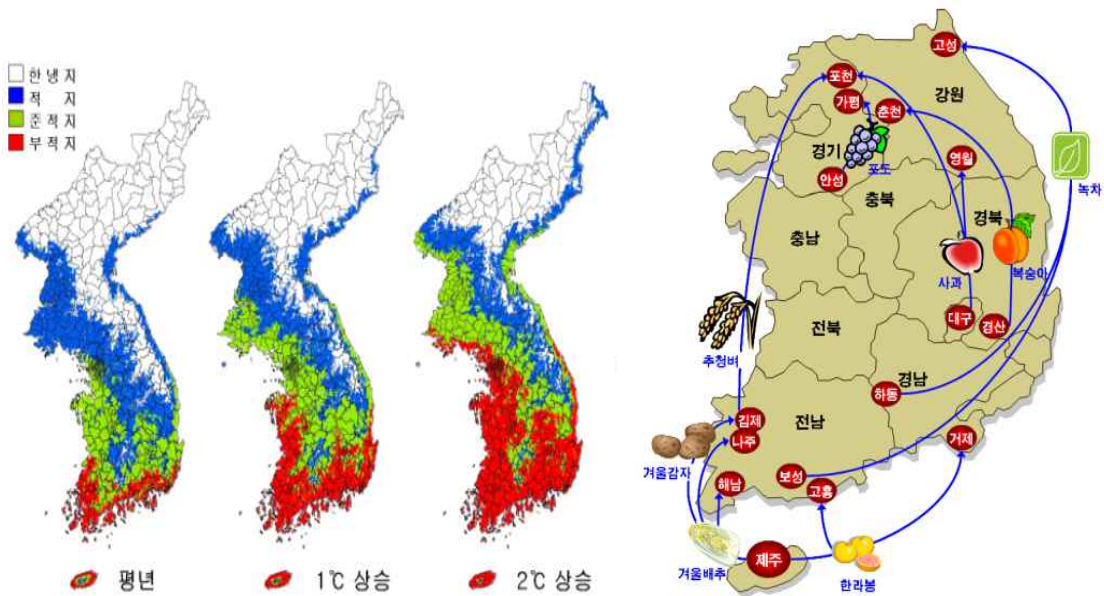 한냉지
적 지
준적지
부적지
평년
1℃ 상승
2℃ 상승
고성
포천
강원
가평
춘천
경기
포도
영월
안성
녹차
충북
경북
충남
사과
복숭아
대구
경산
전북
추청벼
경남
하동
김제
전남
나주
거제
겨울감자
해남
보성
고흥
제주
겨울배추
한라봉